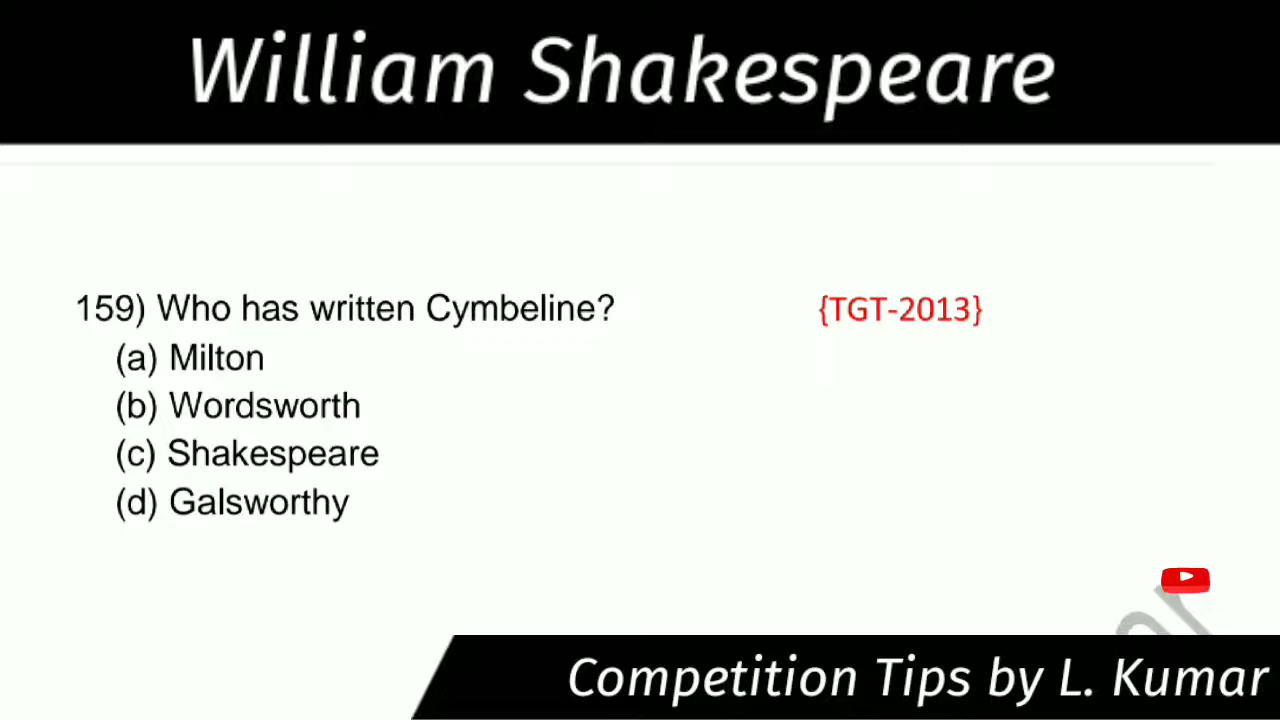 William Shakespeare
159) Who has written Cymbeline? {TGT-2013}
(a) Milton
(b) Wordsworth
(c) Shakespeare
(d) Galsworthy
Competition Tips by L. Kumar